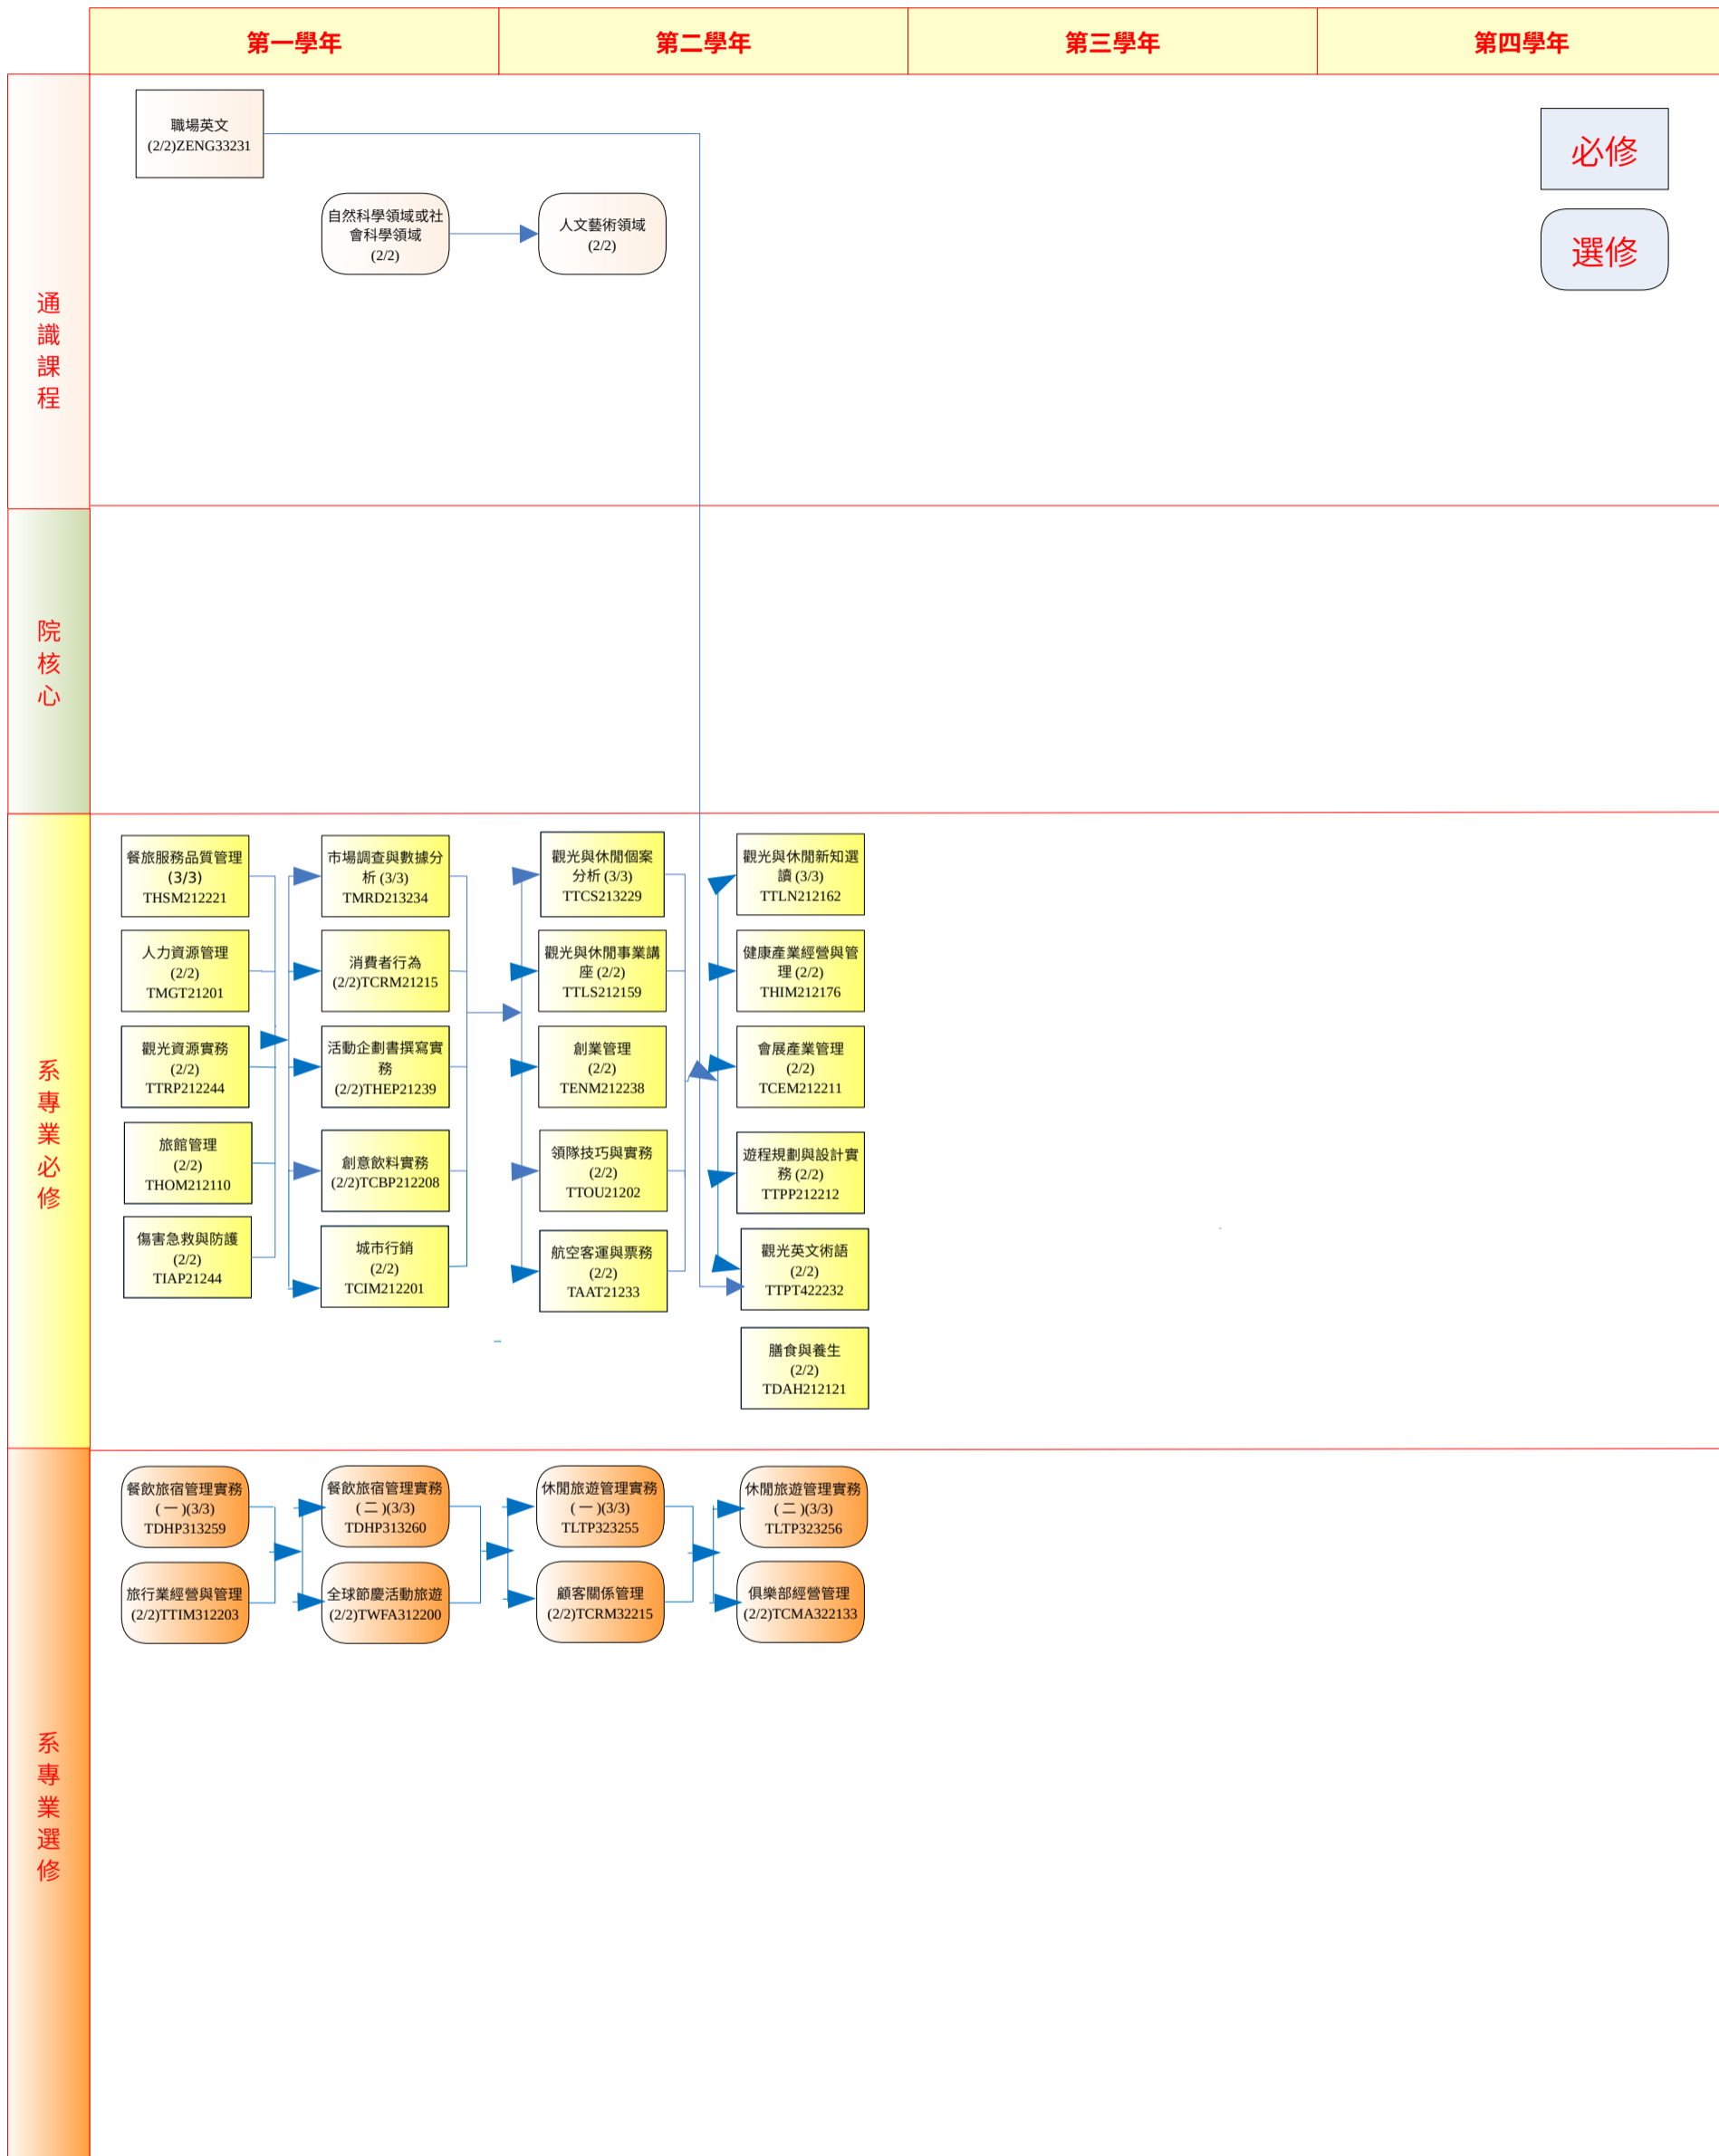 第一學年
第二學年
第三學年
第四學年
通
識
課
程
職場英文
(2/2)ZENG33231
自然科學領域或社
會科學領域
(2/2)
人文藝術領域
(2/2)
必修
選修
院
核
心
系
專
業
必
修
餐旅服務品質管理
(3/3)
THSM212221
人力資源管理
(2/2)
TMGT21201
觀光資源實務
(2/2)
TTRP212244
旅館管理
(2/2)
THOM212110
傷害急救與防護
(2/2)
TIAP21244
市場調查與數據分
析 (3/3)
TMRD213234
消費者行為
(2/2)TCRM21215
活動企劃書撰寫實
務
(2/2)THEP21239
創意飲料實務
(2/2)TCBP212208
城市行銷
(2/2)
TCIM212201
觀光與休閒個案
分析 (3/3)
TTCS213229
觀光與休閒事業講
座 (2/2)
TTLS212159
創業管理
(2/2)
TENM212238
領隊技巧與實務
(2/2)
TTOU21202
航空客運與票務
(2/2)
TAAT21233
觀光與休閒新知選
讀 (3/3)
TTLN212162
健康產業經營與管
理 (2/2)
THIM212176
會展產業管理
(2/2)
TCEM212211
遊程規劃與設計實
務 (2/2)
TTPP212212
觀光英文術語
(2/2)
TTPT422232
膳食與養生
(2/2)
TDAH212121
系
專
業
選
修
餐飲旅宿管理實務
( 一 )(3/3)
TDHP313259
旅行業經營與管理
(2/2)TTIM312203
餐飲旅宿管理實務
( 二 )(3/3)
TDHP313260
全球節慶活動旅遊
(2/2)TWFA312200
休閒旅遊管理實務
( 一 )(3/3)
TLTP323255
顧客關係管理
(2/2)TCRM32215
休閒旅遊管理實務
( 二 )(3/3)
TLTP323256
俱樂部經營管理
(2/2)TCMA322133